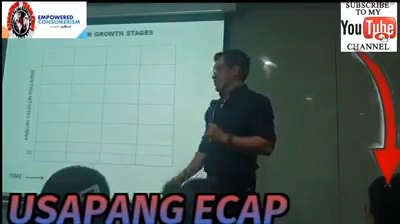 EMPOWERED
CONSUMERISM
SUBSCRIBE
TO MY
YouTube
CHANNEL
GROWTH STAGES
TIME
USAPANG ECAP